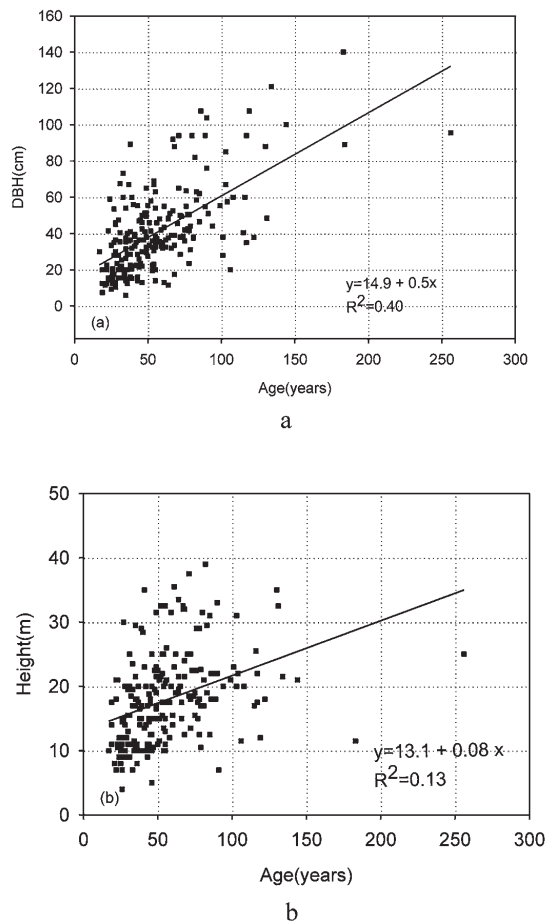 160
140
120
100
80
60
40
20
0
DBH(cm)
y=14.9 + 0.5x
R2=0.40
(a)
0 50 100 150 200 250 300
Age(years)
a
50
40
30
20
10
0
Height(m)
y=13.1 + 0.08 x
R2=0.13
(b)
0 50 100 150 200 250 300
Age(years)
b